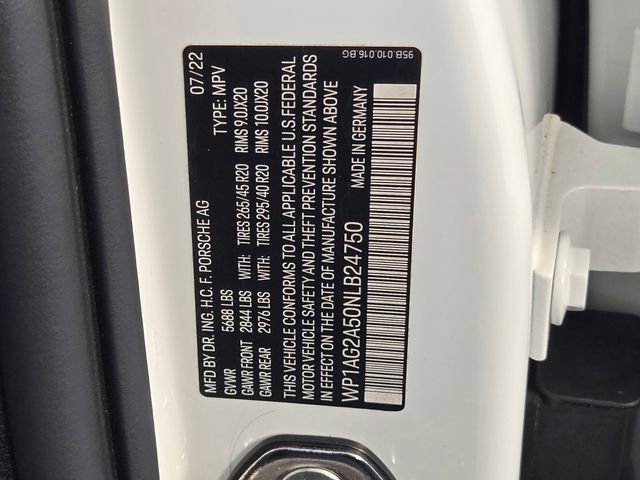 MFD BY DR. ING. H.C. F. PORSCHE AG 07/22
GVWR 5688 LBS TYPE: MPV
GAWR FRONT 2844 LBS WITH: TIRES 265/45 R20 RIMS 9.0JX20
GAWR REAR 2976 LBS WITH: TIRES 295/40 R20 RIMS 10.0JX20
THIS VEHICLE CONFORMS TO ALL APPLICABLE U.S. FEDERAL
MOTOR VEHICLE SAFETY AND THEFT PREVENTION STANDARDS
IN EFFECT ON THE DATE OF MANUFACTURE SHOWN ABOVE
WP1AG2A50NLB24750 MADE IN GERMANY
95B.010.016.BG